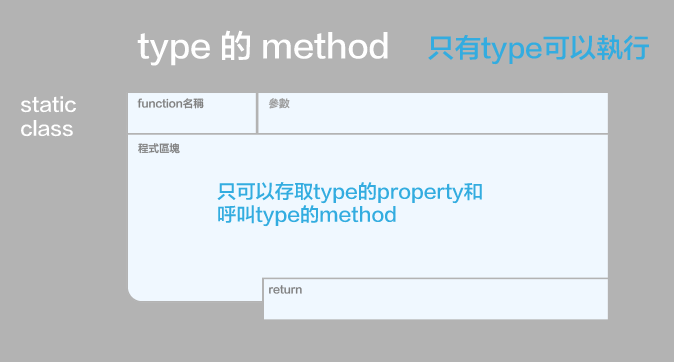 type 的 method
只有type可以執行
static
class
function名稱
參數
程式區塊
只可以存取type的property和
呼叫type的method
return